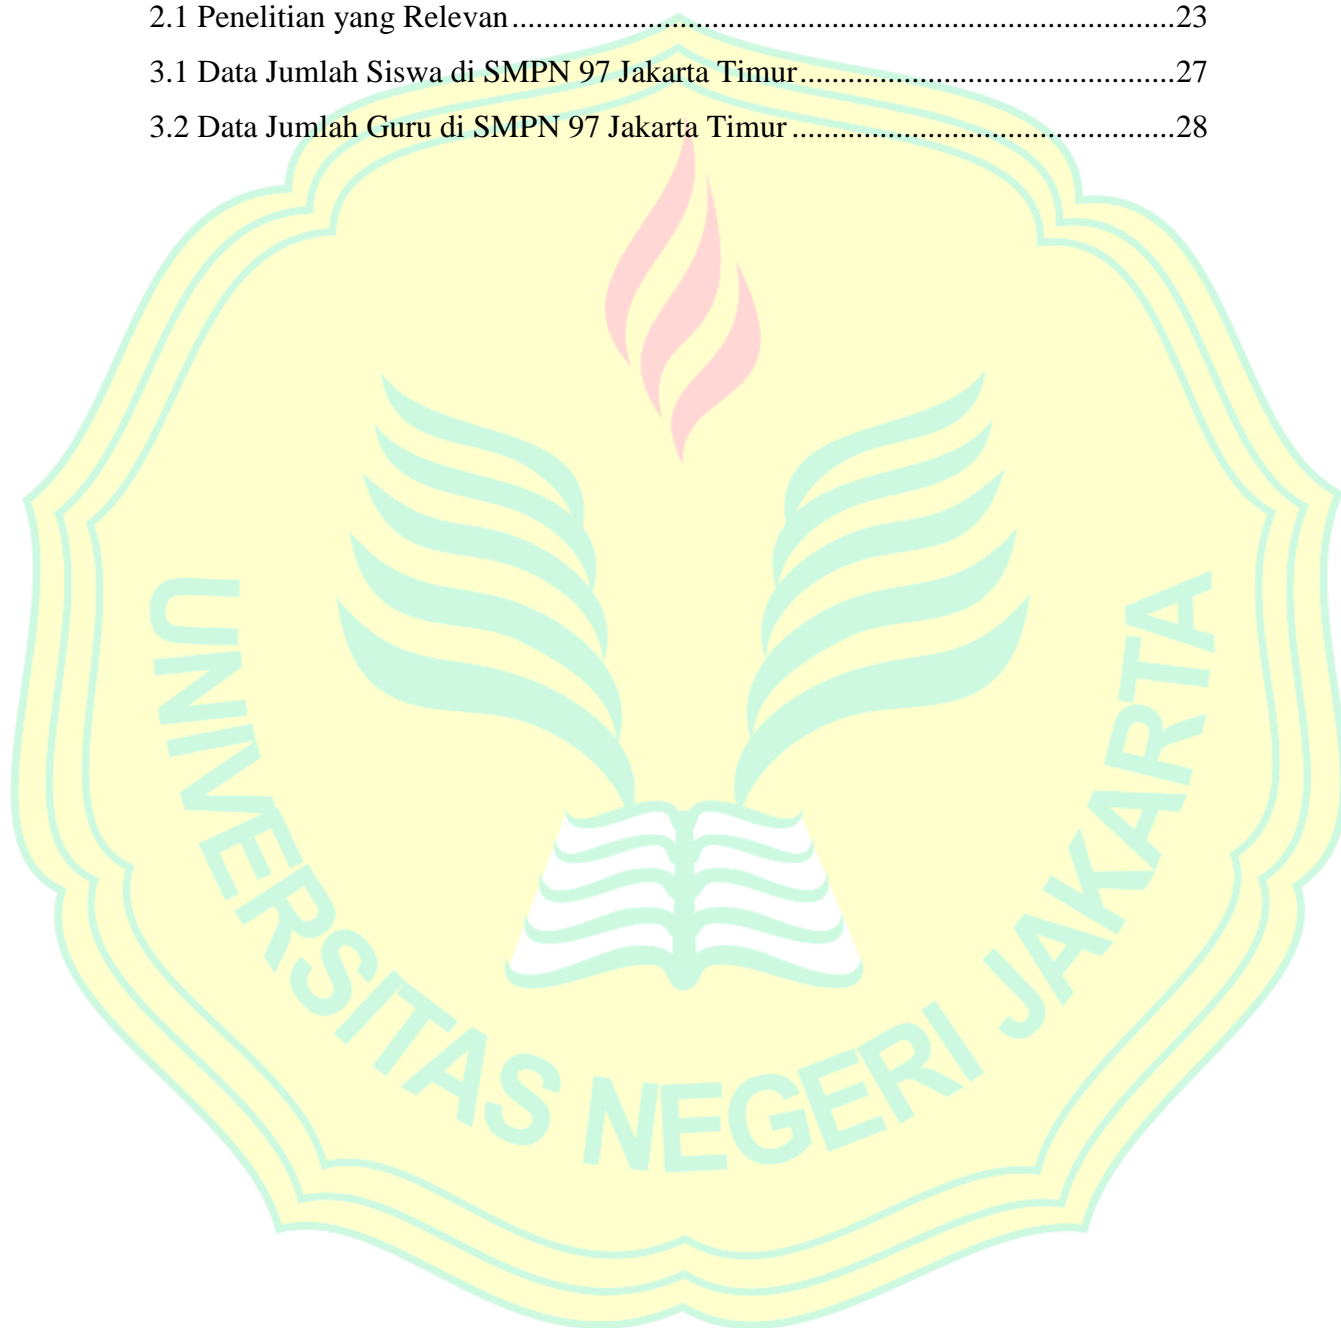 2.1 Penelitian yang Relevan....................................................................................23
3.1 Data Jumlah Siswa di SMPN 97 Jakarta Timur...............................................27
3.2 Data Jumlah Guru di SMPN 97 Jakarta Timur................................................28
UNIVERSITAS NEGERI JAKARTA